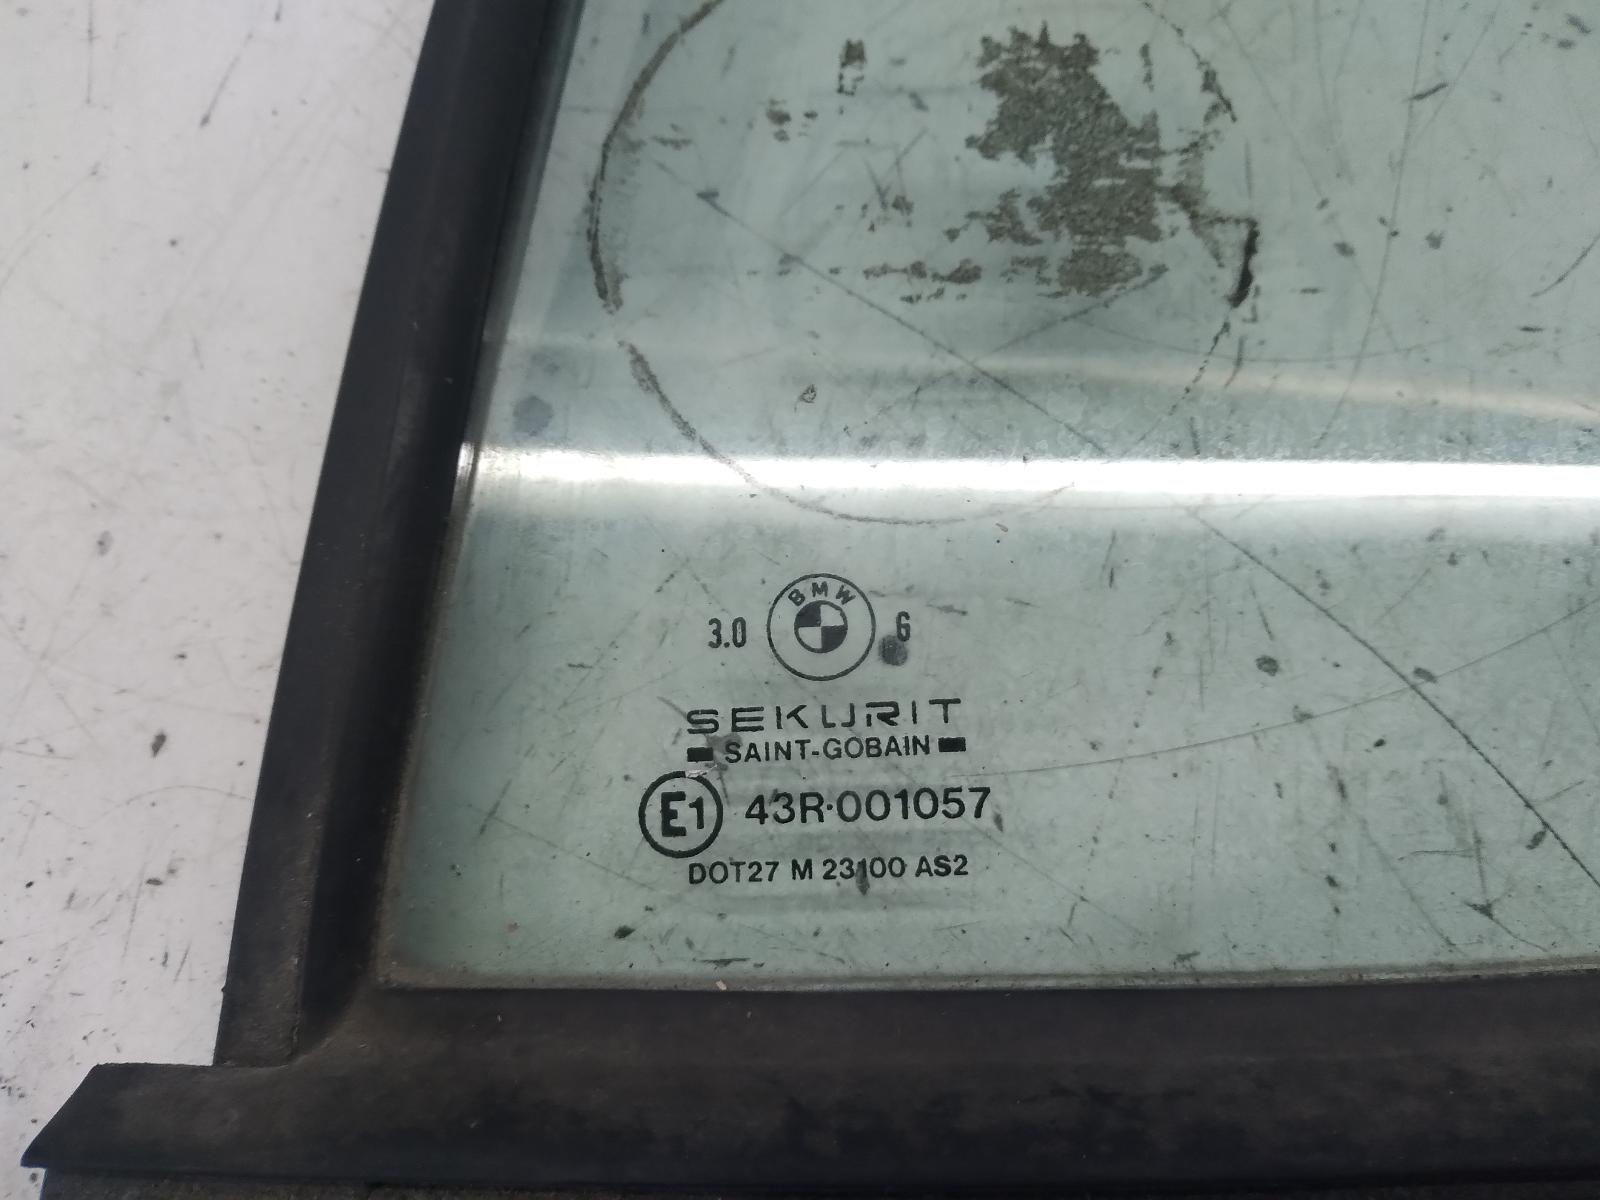 BMW
3.0 6
SEKURIT
SAINT-GOBAIN
E1 43R·001057
DOT27 M 23100 AS2